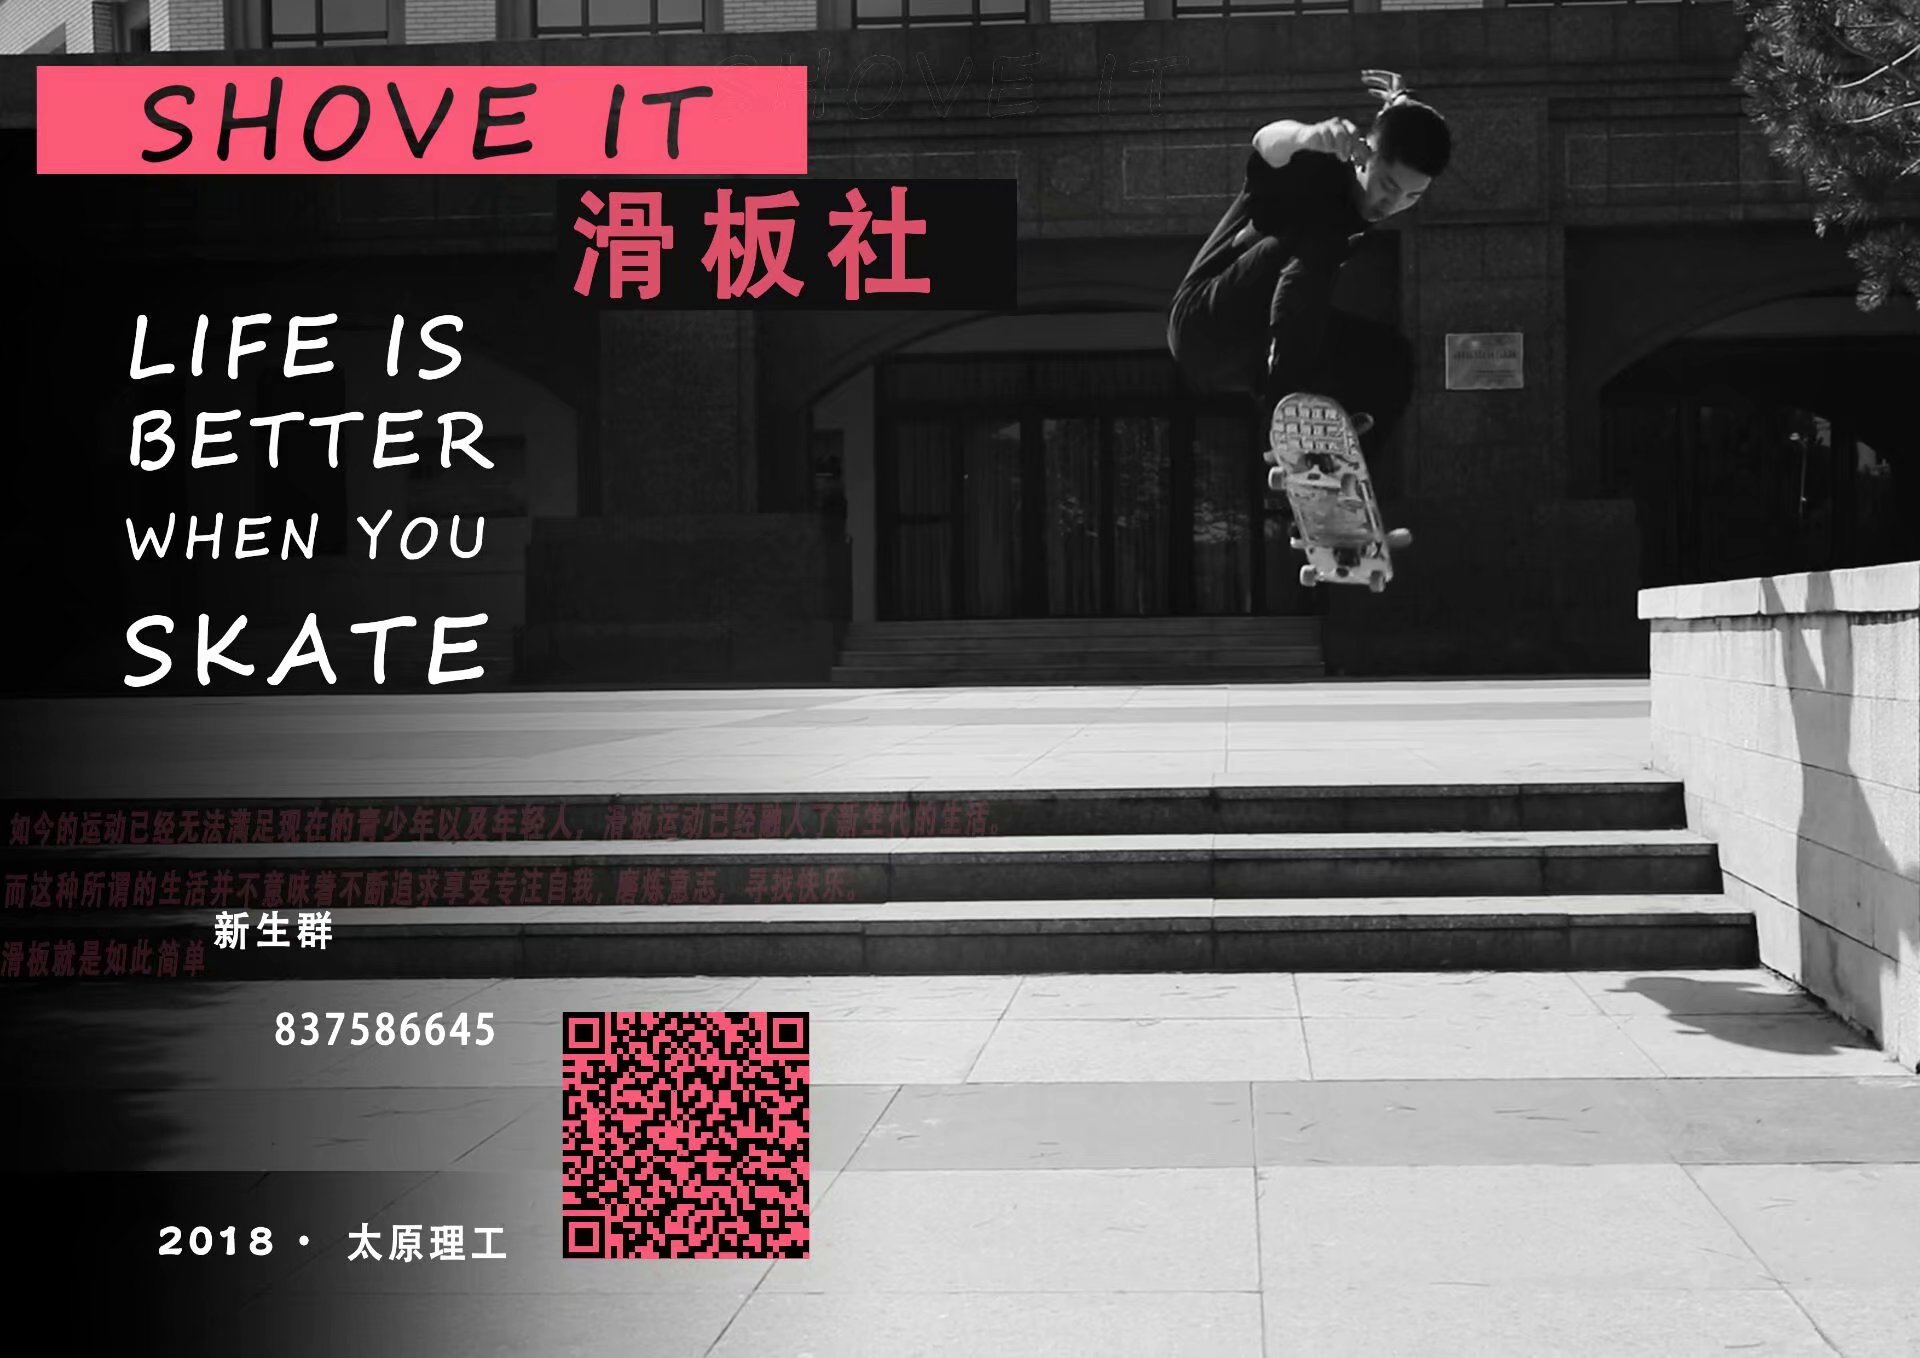 SHOVE IT
滑板社
LIFE IS
BETTER
WHEN YOU
SKATE
如今的运动已经无法满足现在的青少年以及年轻人，滑板运动已经融入了新生代的生活。
而这种所谓的生活并不意味着不断追求享受专注自我，磨炼意志，寻找快乐。
滑板就是如此简单
新生群
837586645
2018 · 太原理工